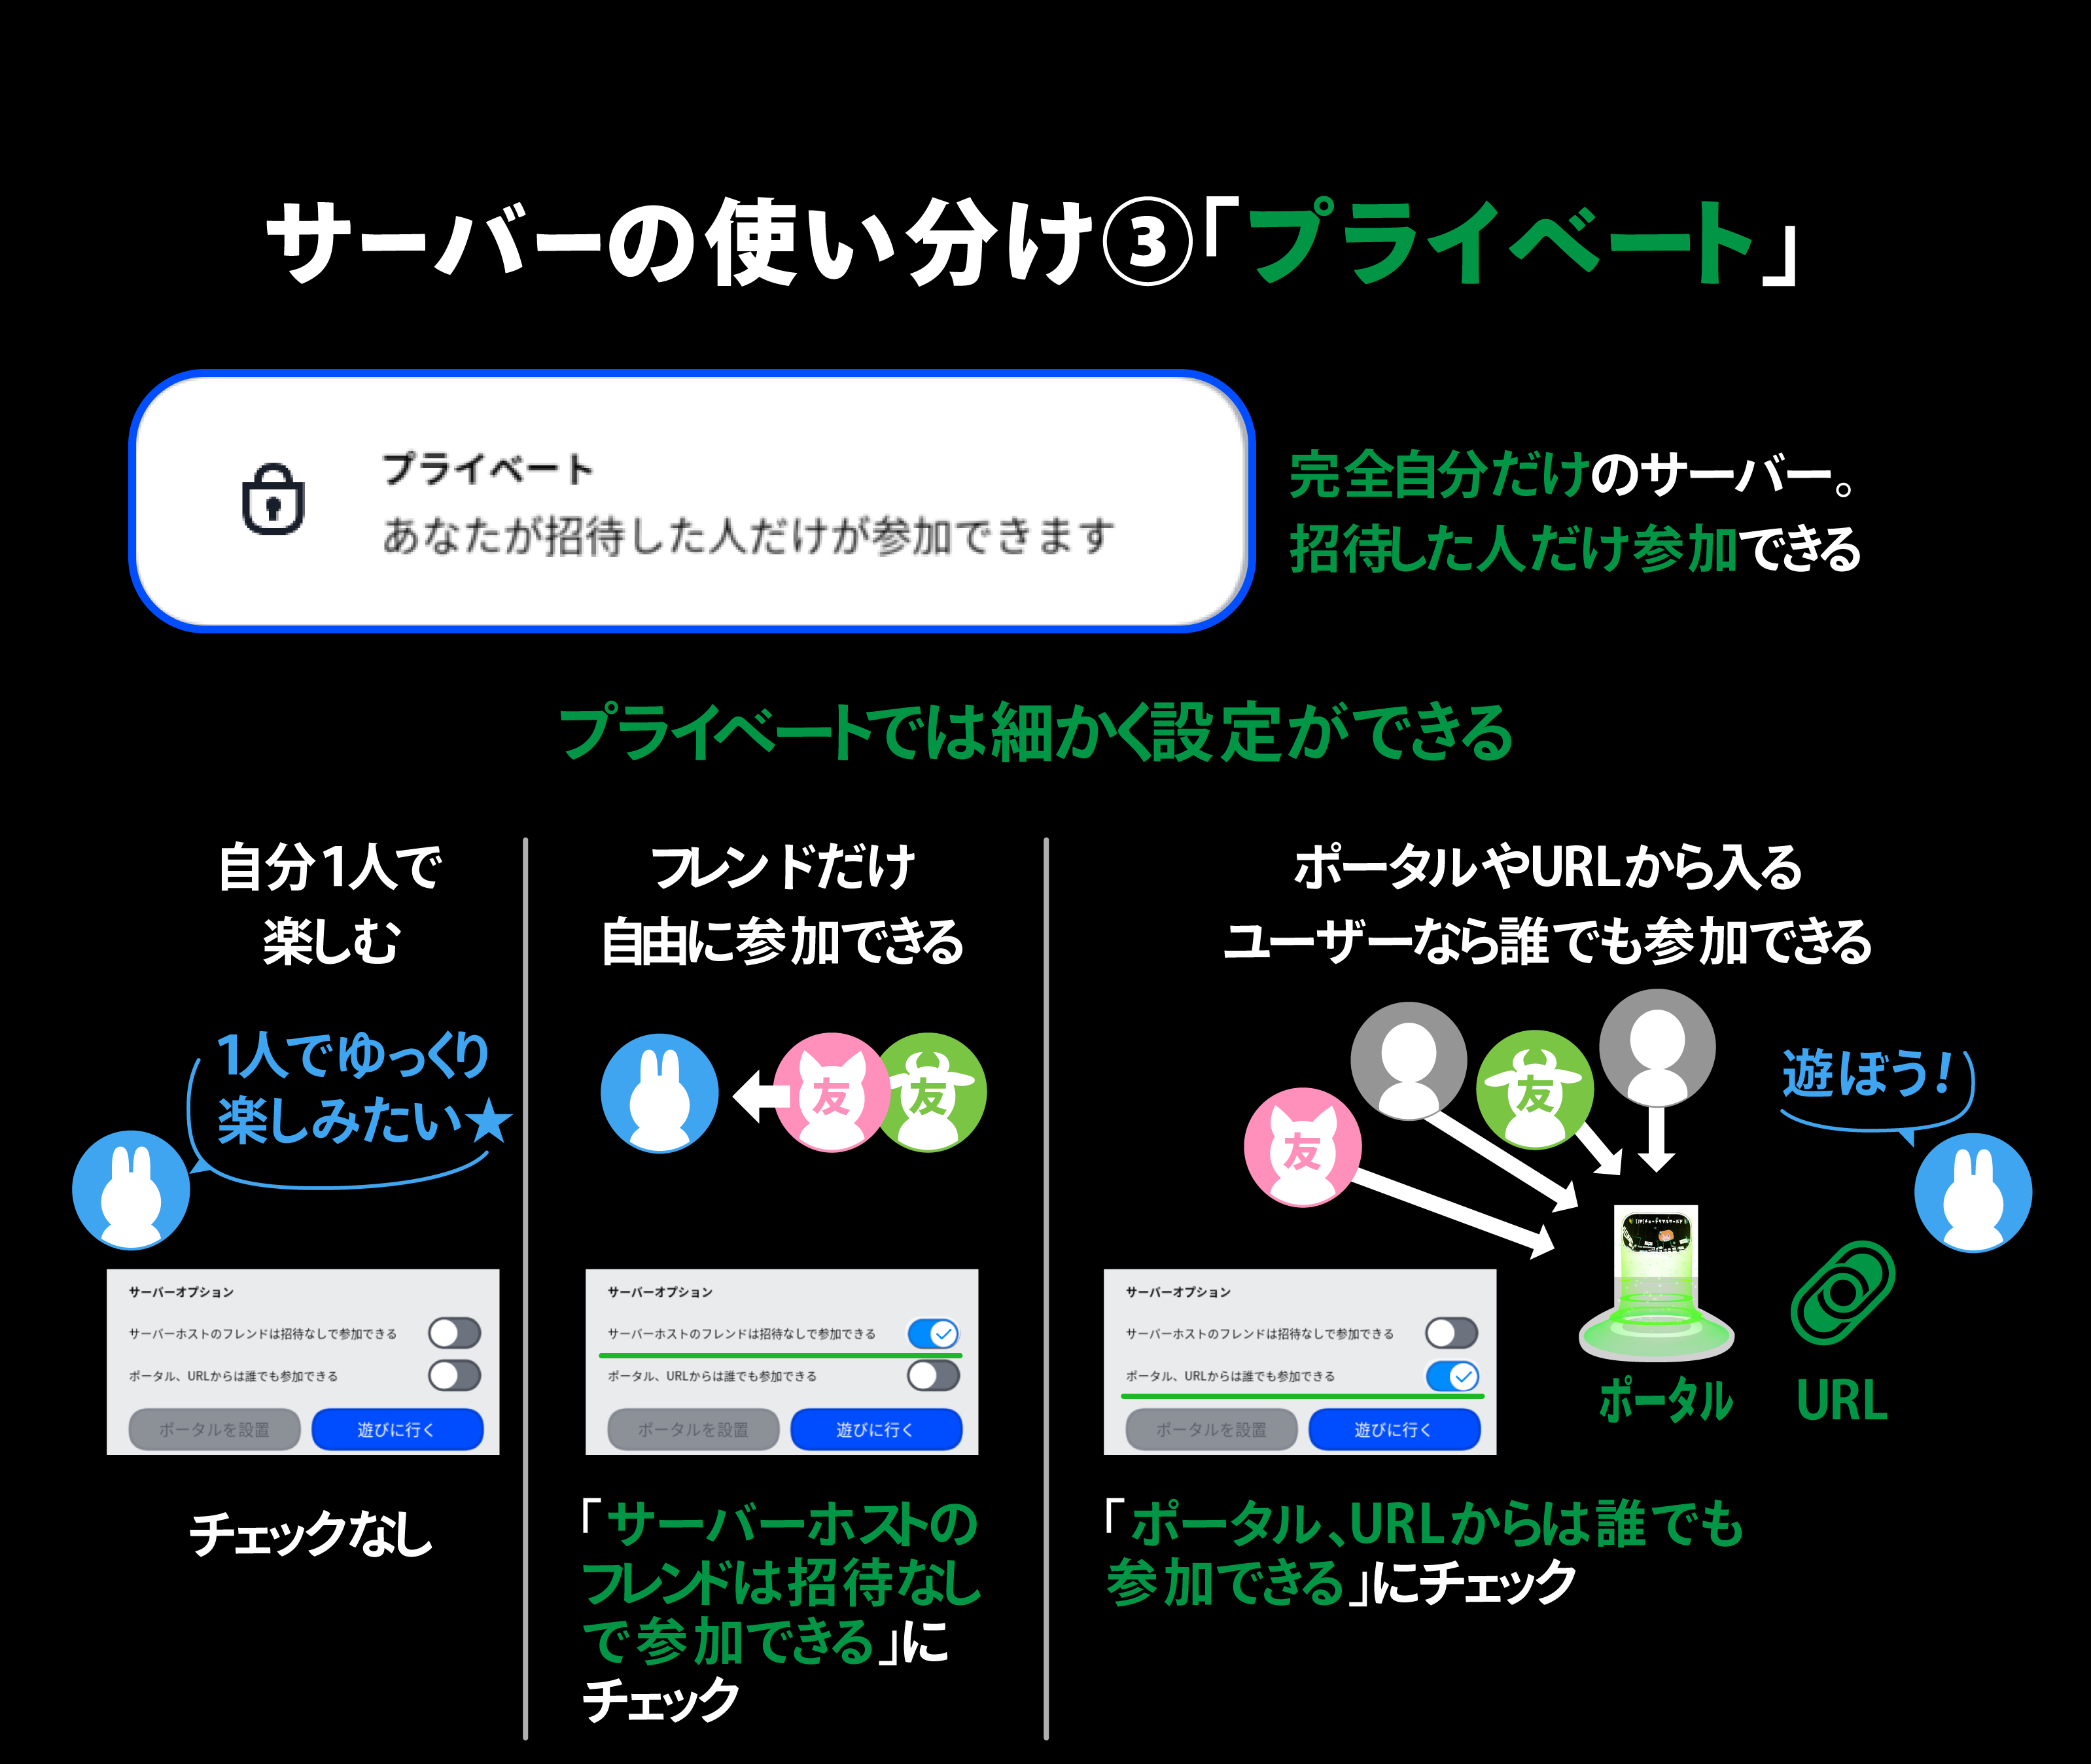 サーバーの使い分け③「プライベート」
プライベート
あなたが招待した人だけが参加できます
完全自分だけのサーバー。
招待した人だけ参加できる
プライベートでは細かく設定ができる
自分1人で
楽しむ
1人でゆっくり
楽しみたい★
サーバーオプション
サーバーホストのフレンドは招待なしで参加できる
ポータル、URLからは誰でも参加できる
ポータルを設置
遊びに行く
チェックなし
フレンドだけ
自由に参加できる
友
友
サーバーオプション
サーバーホストのフレンドは招待なしで参加できる
ポータル、URLからは誰でも参加できる
ポータルを設置
遊びに行く
「サーバーホストの
フレンドは招待なし
で参加できる」に
チェック
ポータルやURLから入る
ユーザーなら誰でも参加できる
友
友
遊ぼう!
サーバーオプション
サーバーホストのフレンドは招待なしで参加できる
ポータル、URLからは誰でも参加できる
ポータルを設置
遊びに行く
ポータル
URL
「ポータル、URLからは誰でも
参加できる」にチェック